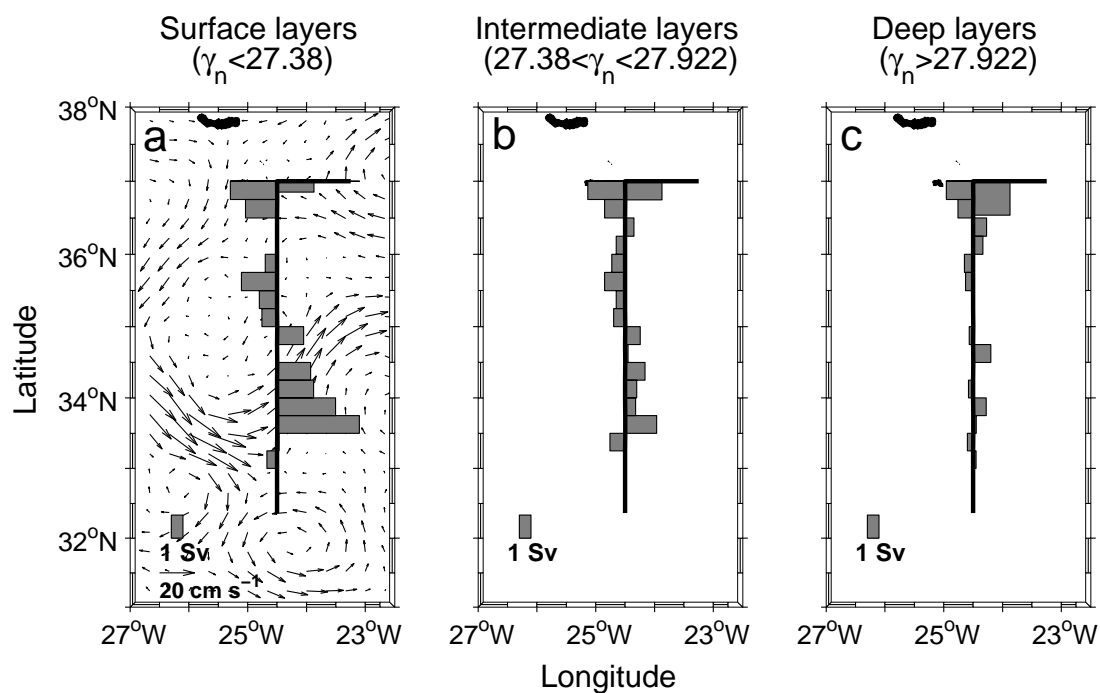 Surface layers
(γn<27.38)
Intermediate layers
(27.38<γn<27.922)
Deep layers
(γn>27.922)
a
b
c
38°N
36°N
34°N
32°N
Latitude
1 Sv
20 cm s−1
1 Sv
1 Sv
27°W
25°W
23°W
27°W
25°W
23°W
27°W
25°W
23°W
Longitude